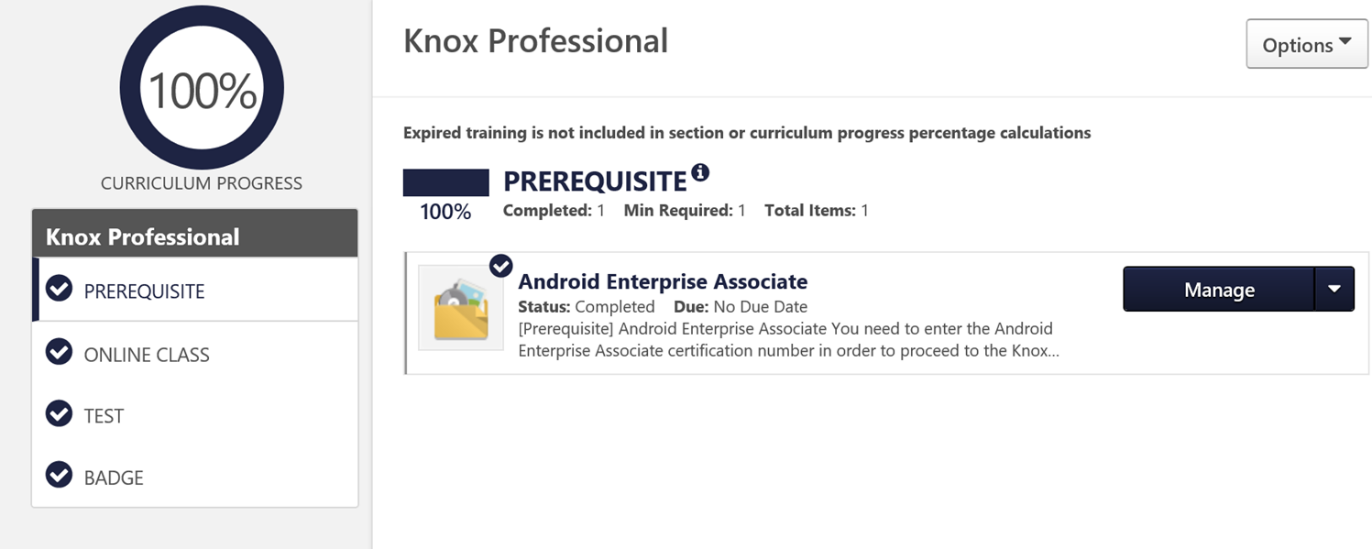 100%
CURRICULUM PROGRESS
Knox Professional
PREREQUISITE
ONLINE CLASS
TEST
BADGE
Knox Professional
Options
Expired training is not included in section or curriculum progress percentage calculations
PREREQUISITE
100%
Completed: 1 Min Required: 1 Total Items: 1
Android Enterprise Associate
Status: Completed Due: No Due Date
[Prerequisite] Android Enterprise Associate You need to enter the Android
Enterprise Associate certification number in order to proceed to the Knox...
Manage